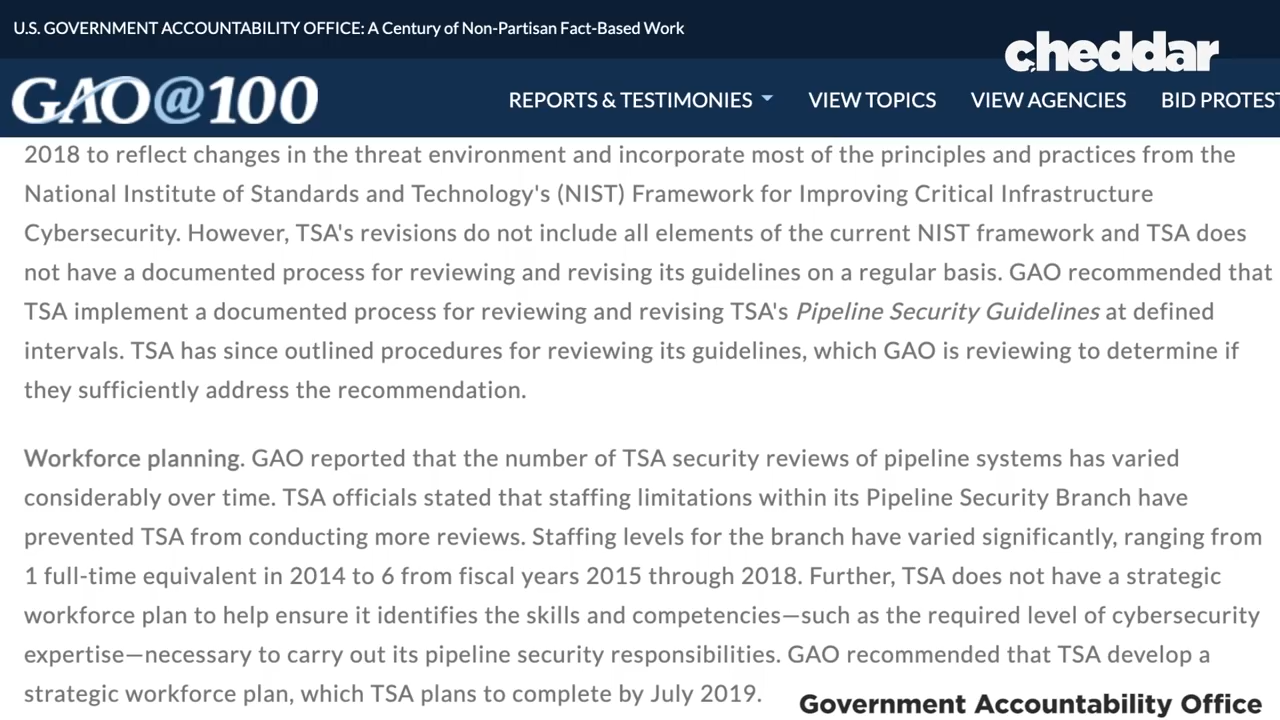 U.S. GOVERNMENT ACCOUNTABILITY OFFICE: A Century of Non-Partisan Fact-Based Work
cheddar
GAO@100
REPORTS & TESTIMONIES VIEW TOPICS VIEW AGENCIES BID PROTEST
2018 to reflect changes in the threat environment and incorporate most of the principles and practices from the
National Institute of Standards and Technology's (NIST) Framework for Improving Critical Infrastructure
Cybersecurity. However, TSA's revisions do not include all elements of the current NIST framework and TSA does
not have a documented process for reviewing and revising its guidelines on a regular basis. GAO recommended that
TSA implement a documented process for reviewing and revising TSA's Pipeline Security Guidelines at defined
intervals. TSA has since outlined procedures for reviewing its guidelines, which GAO is reviewing to determine if
they sufficiently address the recommendation.
Workforce planning. GAO reported that the number of TSA security reviews of pipeline systems has varied
considerably over time. TSA officials stated that staffing limitations within its Pipeline Security Branch have
prevented TSA from conducting more reviews. Staffing levels for the branch have varied significantly, ranging from
1 full-time equivalent in 2014 to 6 from fiscal years 2015 through 2018. Further, TSA does not have a strategic
workforce plan to help ensure it identifies the skills and competencies—such as the required level of cybersecurity
expertise—necessary to carry out its pipeline security responsibilities. GAO recommended that TSA develop a
strategic workforce plan, which TSA plans to complete by July 2019.
Government Accountability Office